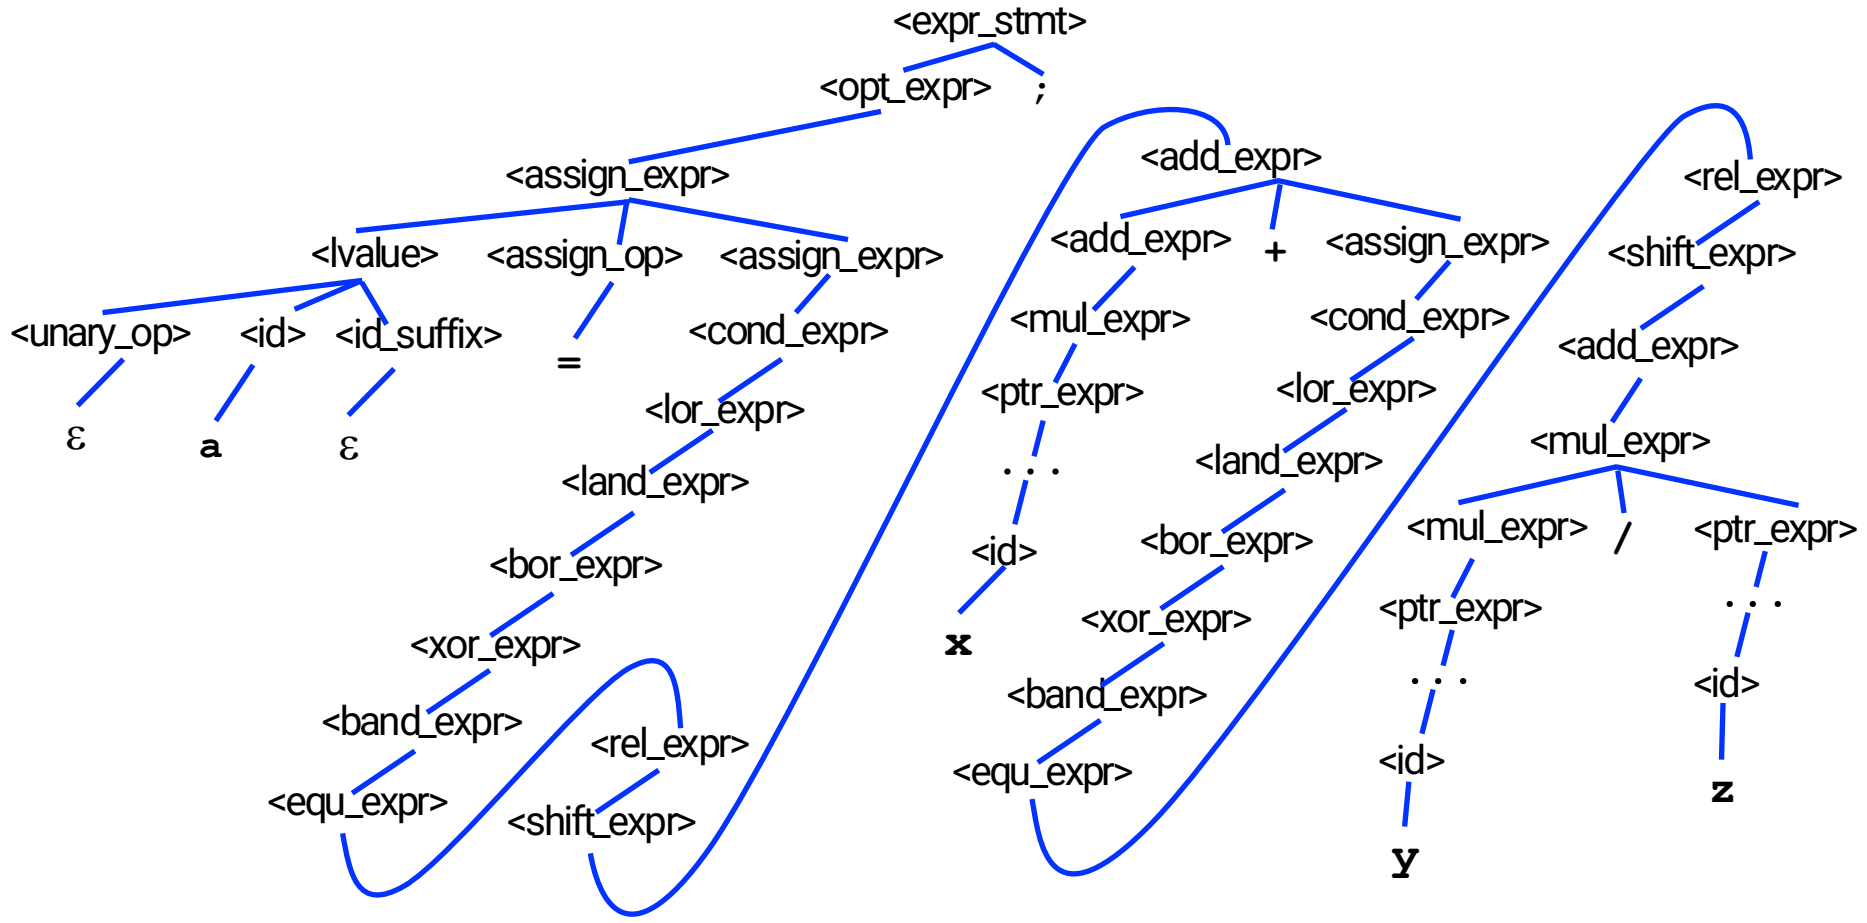 <expr_stmt>
<opt_expr> ;
<assign_expr>
<lvalue> <assign_op> <assign_expr>
<unary_op> <id> <id_suffix> = <cond_expr>
ε a ε
<lor_expr>
<land_expr>
<bor_expr>
<xor_expr>
<band_expr>
<equ_expr>
<rel_expr>
<shift_expr>
<add_expr>
<add_expr> + <assign_expr>
<mul_expr>
<ptr_expr>
. . .
<id>
x
<cond_expr>
<lor_expr>
<land_expr>
<bor_expr>
<xor_expr>
<band_expr>
<equ_expr>
<rel_expr>
<shift_expr>
<add_expr>
<mul_expr>
<mul_expr> / <ptr_expr>
<ptr_expr>
. . .
<id>
y
. . .
<id>
z